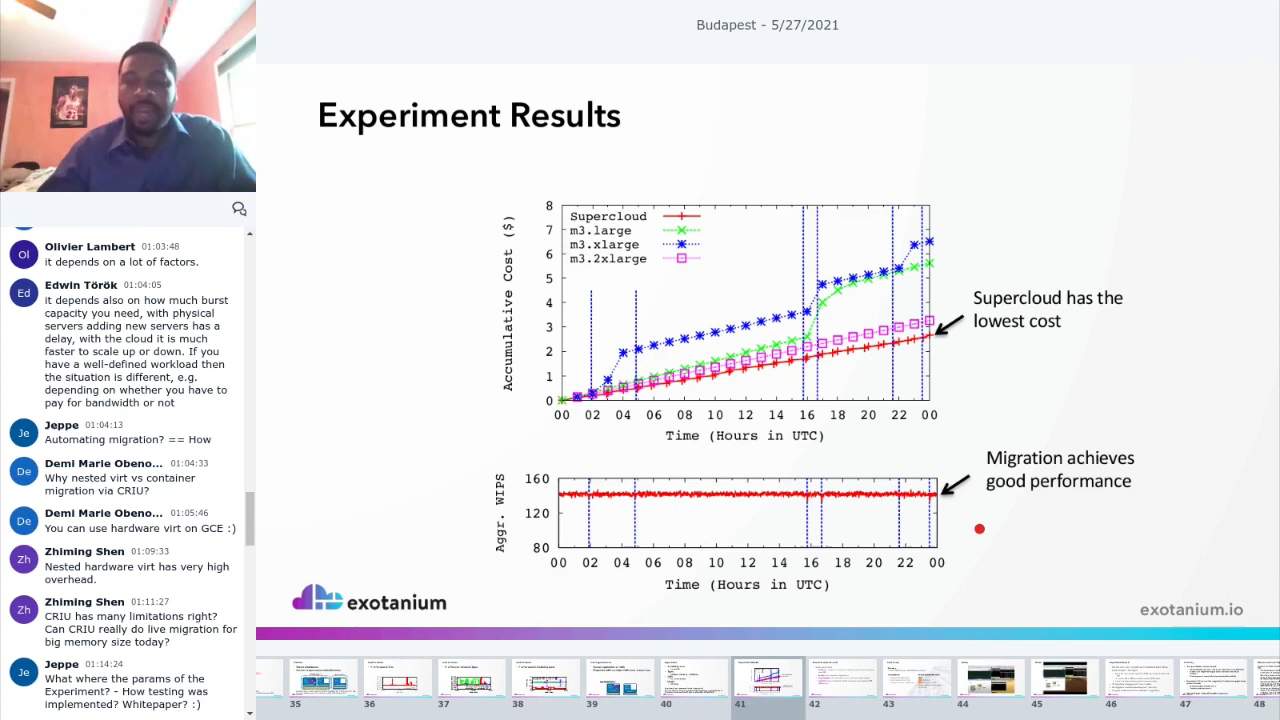 Budapest - 5/27/2021
Experiment Results
Accumulative Cost ($)
8
7
6
5
4
3
2
1
0
Supercloud
m3.large
m3.xlarge
m3.2xlarge
00 02 04 06 08 10 12 14 16 18 20 22 00
Time (Hours in UTC)
Supercloud has the
lowest cost
Aggr. WIPS
160
120
80
00 02 04 06 08 10 12 14 16 18 20 22 00
Time (Hours in UTC)
Migration achieves
good performance
exotanium
exotanium.io
Ol
Olivier Lambert 01:03:48
it depends on a lot of factors.
Ed
Edwin Török 01:04:05
it depends also on how much burst
capacity you need, with physical
servers adding new servers has a
delay, with the cloud it is much
faster to scale up or down. If you
have a well-defined workload then
the situation is different, e.g.
depending on whether you have to
pay for bandwidth or not
Je
Jeppe 01:04:13
Automating migration? == How
De
Demi Marie Obeno... 01:04:33
Why nested virt vs container
migration via CRIU?
De
Demi Marie Obeno... 01:05:46
You can use hardware virt on GCE :)
Zh
Zhiming Shen 01:09:33
Nested hardware virt has very high
overhead.
Zh
Zhiming Shen 01:11:27
CRIU has many limitations right?
Can CRIU really do live migration for
big memory size today?
Je
Jeppe 01:14:24
What where the params of the
Experiment? - How testing was
implemented? Whitepaper? :)
35 36 37 38 39 40 41 42 43 44 45 46 47 48